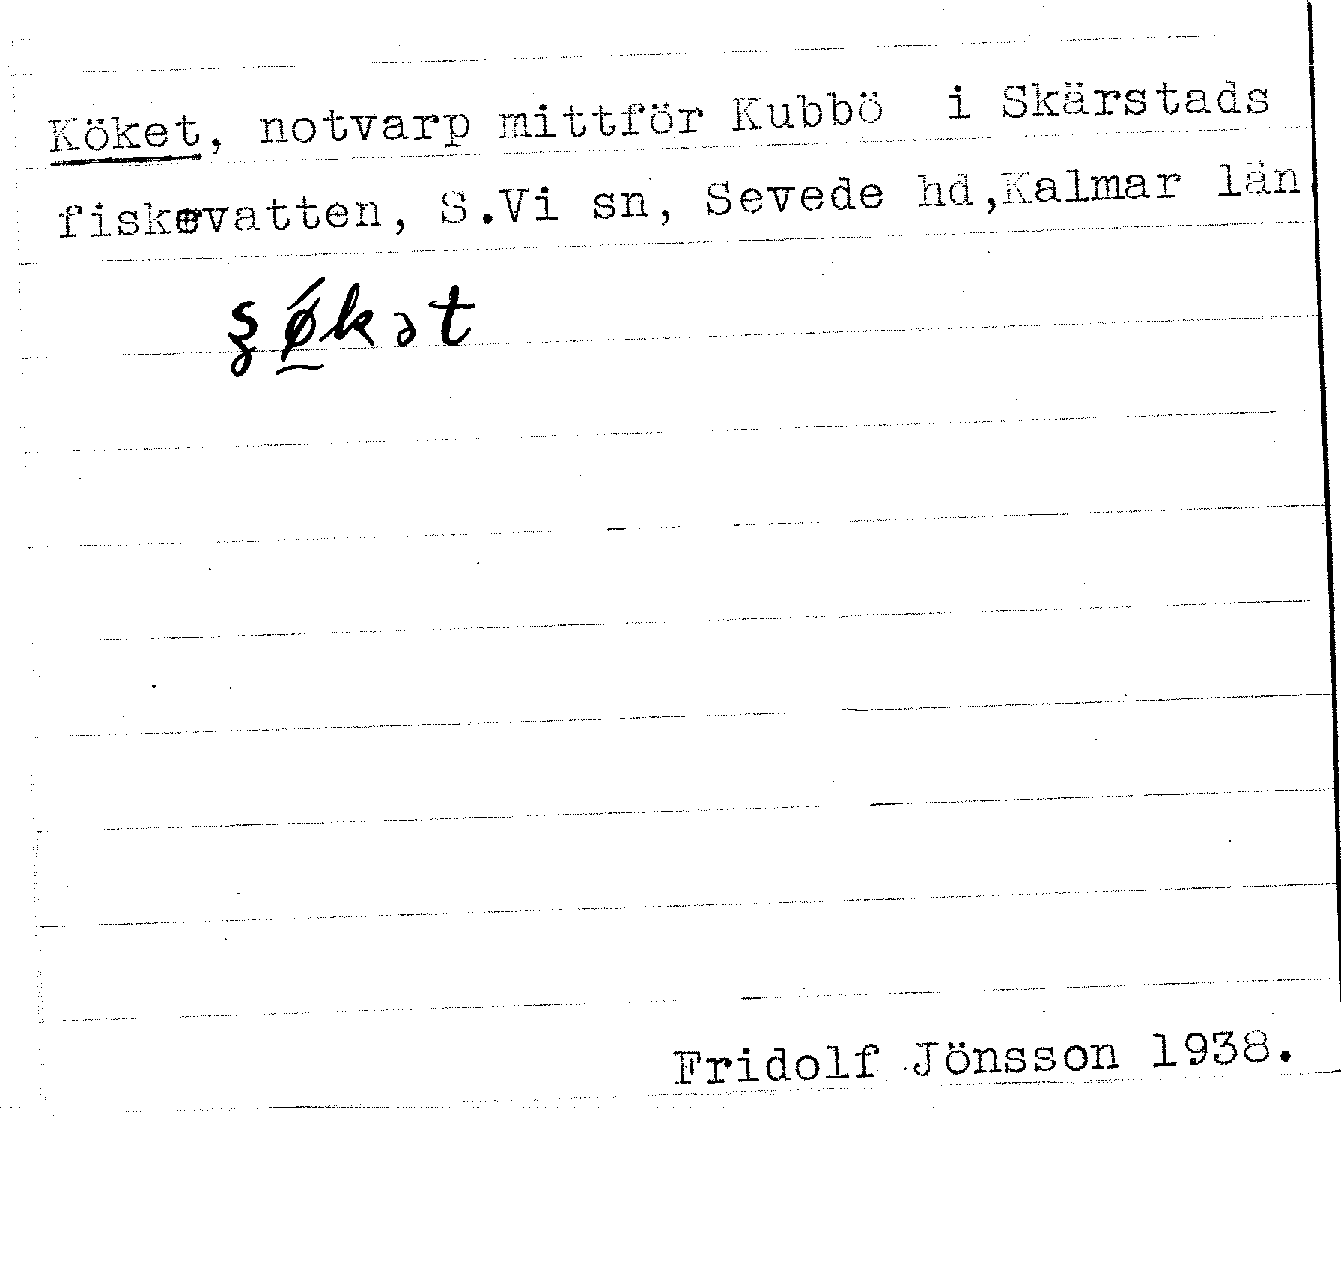 Köket, notvarp mittför Kubbö i Skärstads
fiskevatten, S.Vi sn, Sevede hd,Kalmar län
ʂǿ̠kət
Fridolf Jönsson 1938.